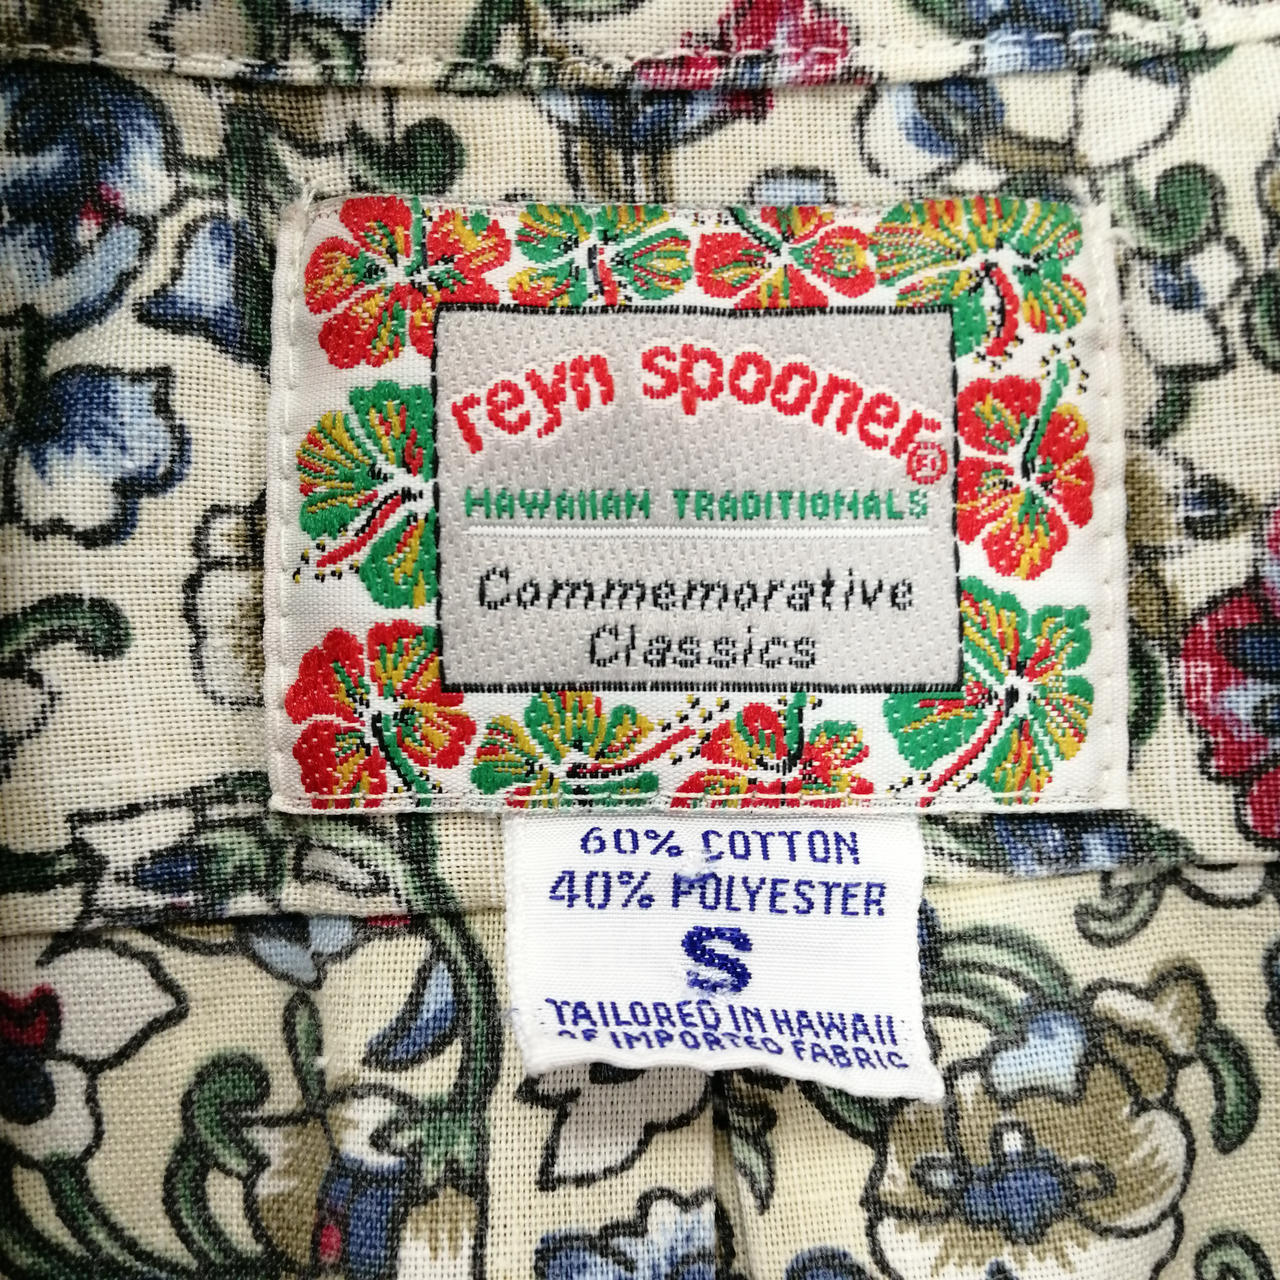 reyn spooner®
HAWAIIAN TRADITIONALS
Commemorative
Classics
60% COTTON
40% POLYESTER
S
TAILORED IN HAWAII
OF IMPORTED FABRIC